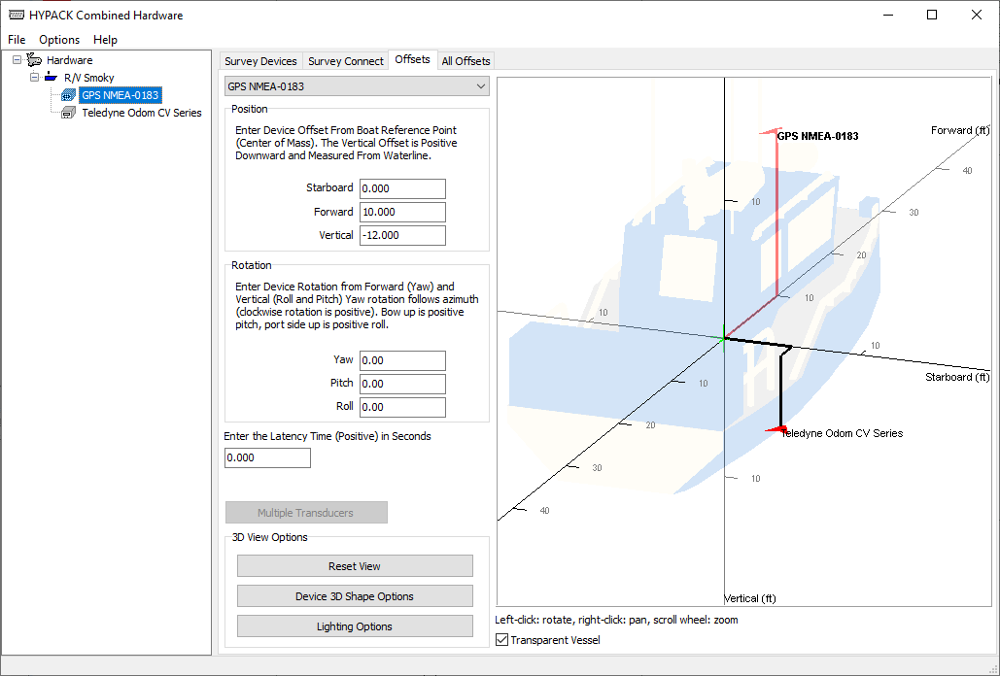 HYPACK Combined Hardware
File Options Help
Hardware
R/V Smoky
GPS NMEA-0183
Teledyne Odom CV Series
Survey Devices Survey Connect Offsets All Offsets
GPS NMEA-0183
Position
Enter Device Offset From Boat Reference Point
(Center of Mass). The Vertical Offset is Positive
Downward and Measured From Waterline.
Starboard 0.000
Forward 10.000
Vertical -12.000
Rotation
Enter Device Rotation from Forward (Yaw) and
Vertical (Roll and Pitch) Yaw rotation follows azimuth
(clockwise rotation is positive). Bow up is positive
pitch, port side up is positive roll.
Yaw 0.00
Pitch 0.00
Roll 0.00
Enter the Latency Time (Positive) in Seconds
0.000
Multiple Transducers
3D View Options
Reset View
Device 3D Shape Options
Lighting Options
Forward (ft)
GPS NMEA-0183
40
10
30
20
10
10
10
Starboard (ft)
10
20
Teledyne Odom CV Series
30
10
40
Vertical (ft)
Left-click: rotate, right-click: pan, scroll wheel: zoom
Transparent Vessel